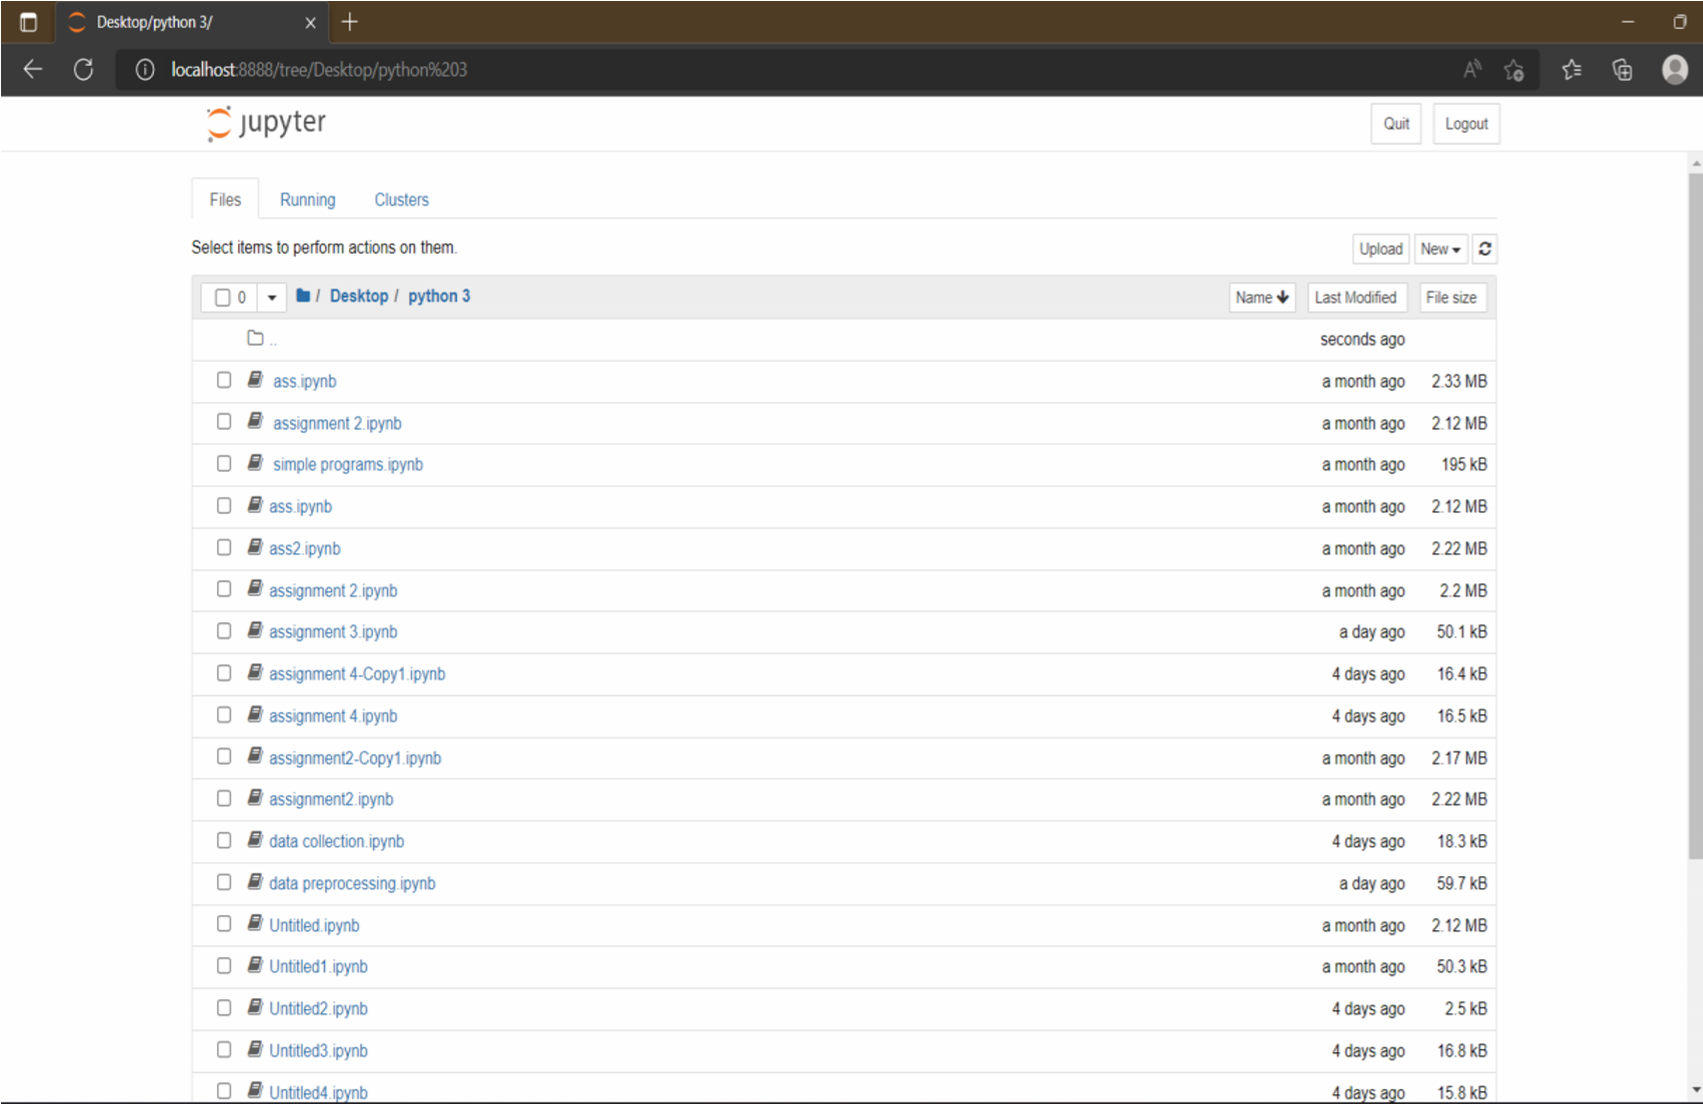 Desktop/python 3/
localhost:8888/tree/Desktop/python%203
jupyter
Quit Logout
Files Running Clusters
Select items to perform actions on them.
Upload New
0 / Desktop / python 3 Name Last Modified File size
.. seconds ago
ass.ipynb a month ago 2.33 MB
assignment 2.ipynb a month ago 2.12 MB
simple programs.ipynb a month ago 195 kB
ass.ipynb a month ago 2.12 MB
ass2.ipynb a month ago 2.22 MB
assignment 2.ipynb a month ago 2.2 MB
assignment 3.ipynb a day ago 50.1 kB
assignment 4-Copy1.ipynb 4 days ago 16.4 kB
assignment 4.ipynb 4 days ago 16.5 kB
assignment2-Copy1.ipynb a month ago 2.17 MB
assignment2.ipynb a month ago 2.22 MB
data collection.ipynb 4 days ago 18.3 kB
data preprocessing.ipynb a day ago 59.7 kB
Untitled.ipynb a month ago 2.12 MB
Untitled1.ipynb a month ago 50.3 kB
Untitled2.ipynb 4 days ago 2.5 kB
Untitled3.ipynb 4 days ago 16.8 kB
Untitled4.ipynb 4 days ago 15.8 kB